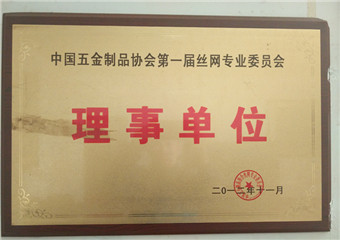 中国五金制品协会第一届丝网专业委员会
理事单位
二〇一二年十一月